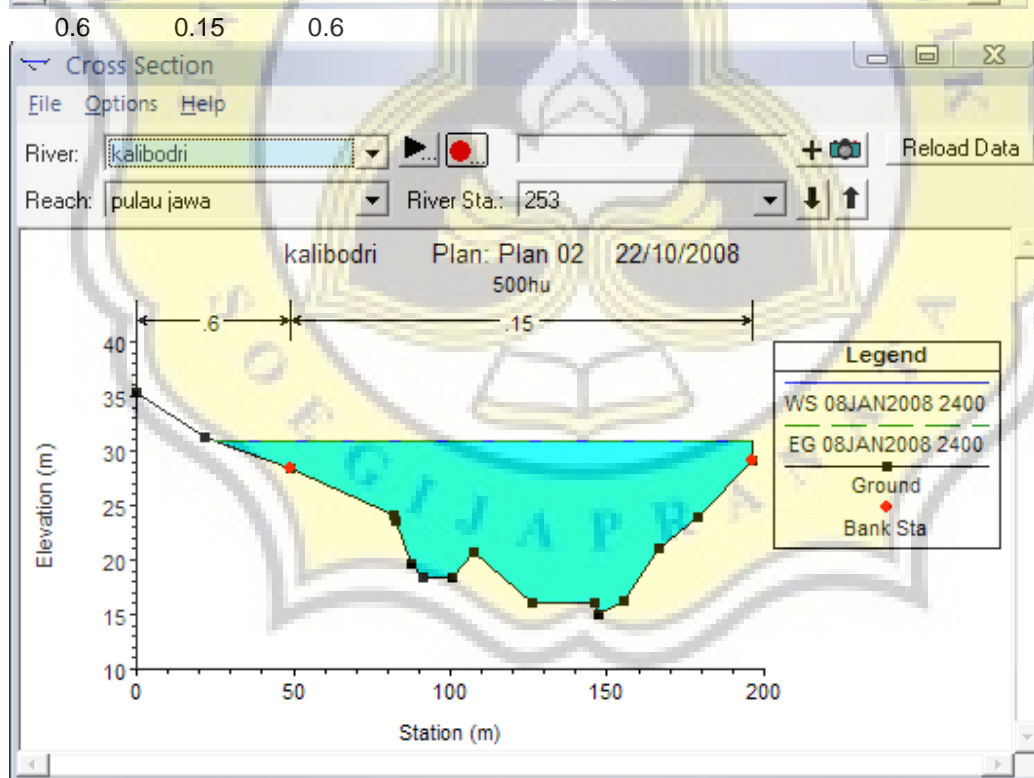 0.6 0.15 0.6
Cross Section
File Options Help
River: kalibodri
Reload Data
Reach: pulau jawa River Sta.: 253
kalibodri Plan: Plan 02 22/10/2008
500hu
.6 .15
Legend
WS 08JAN2008 2400
EG 08JAN2008 2400
Ground
Bank Sta
Elevation (m)
40
35
30
25
20
15
10
0 50 100 150 200
Station (m)
SOEGIJAPRANATA